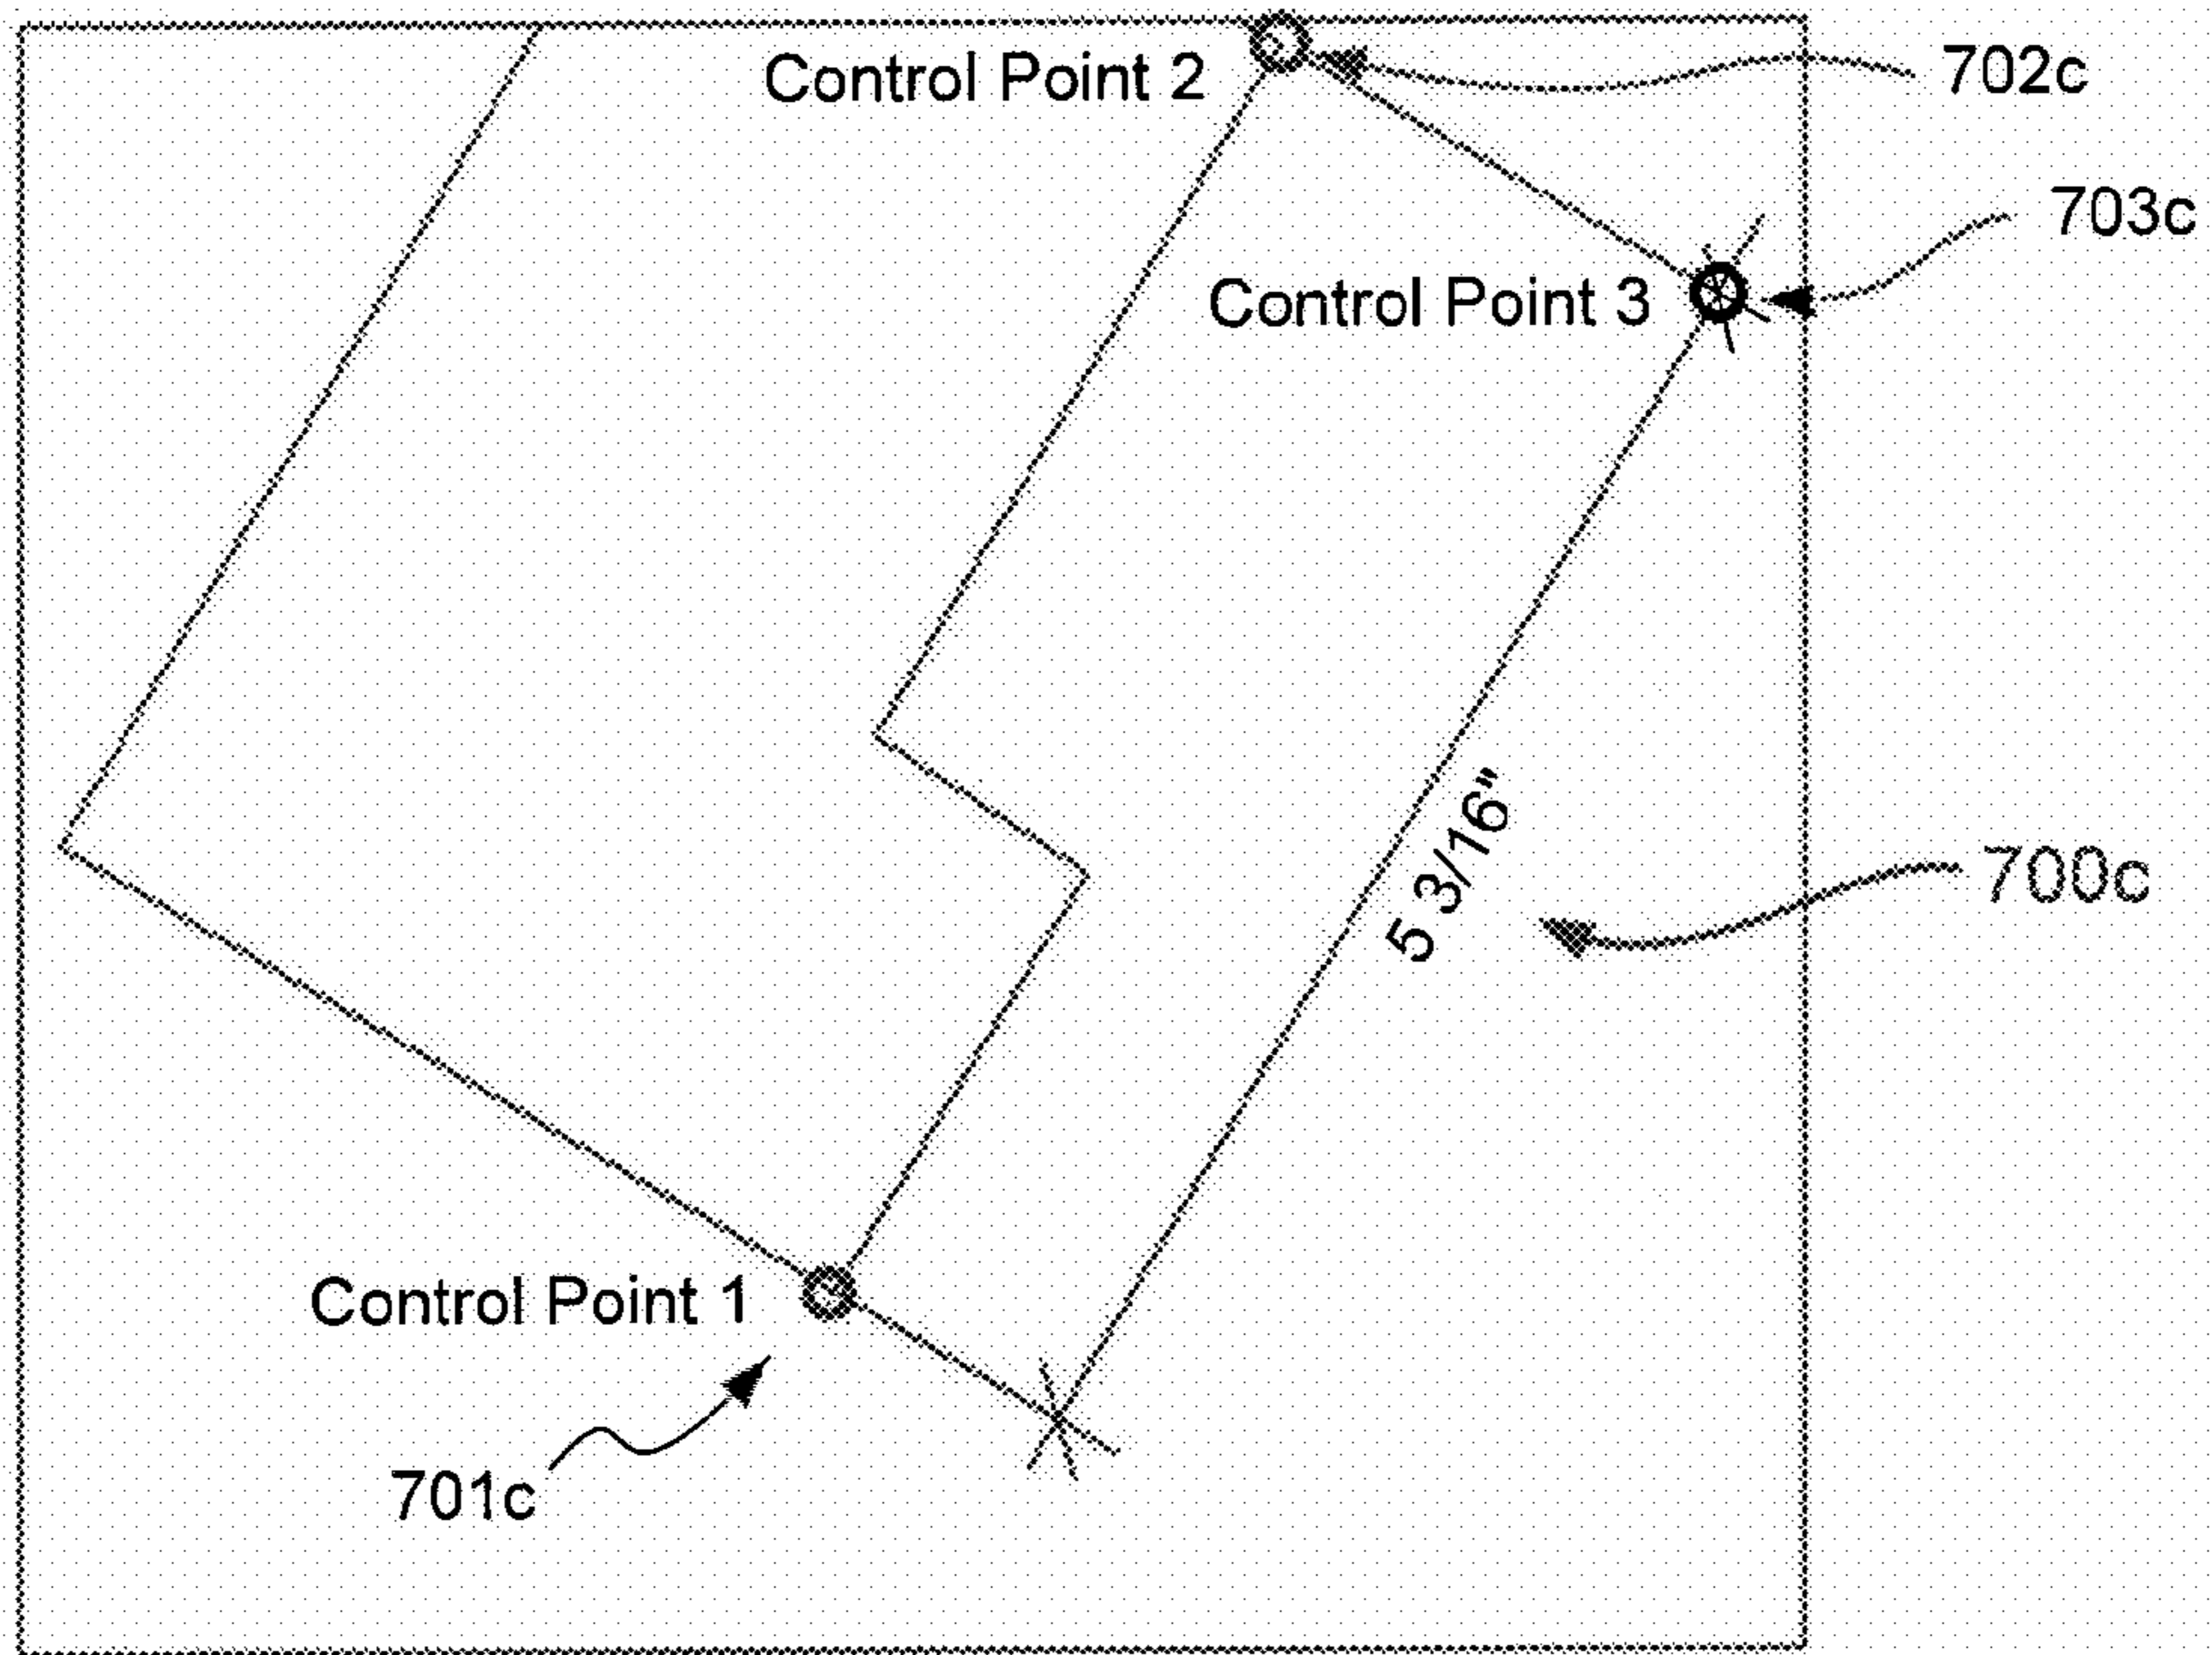 Control Point 2
702c
703c
Control Point 3
5 3/16"
700c
Control Point 1
701c